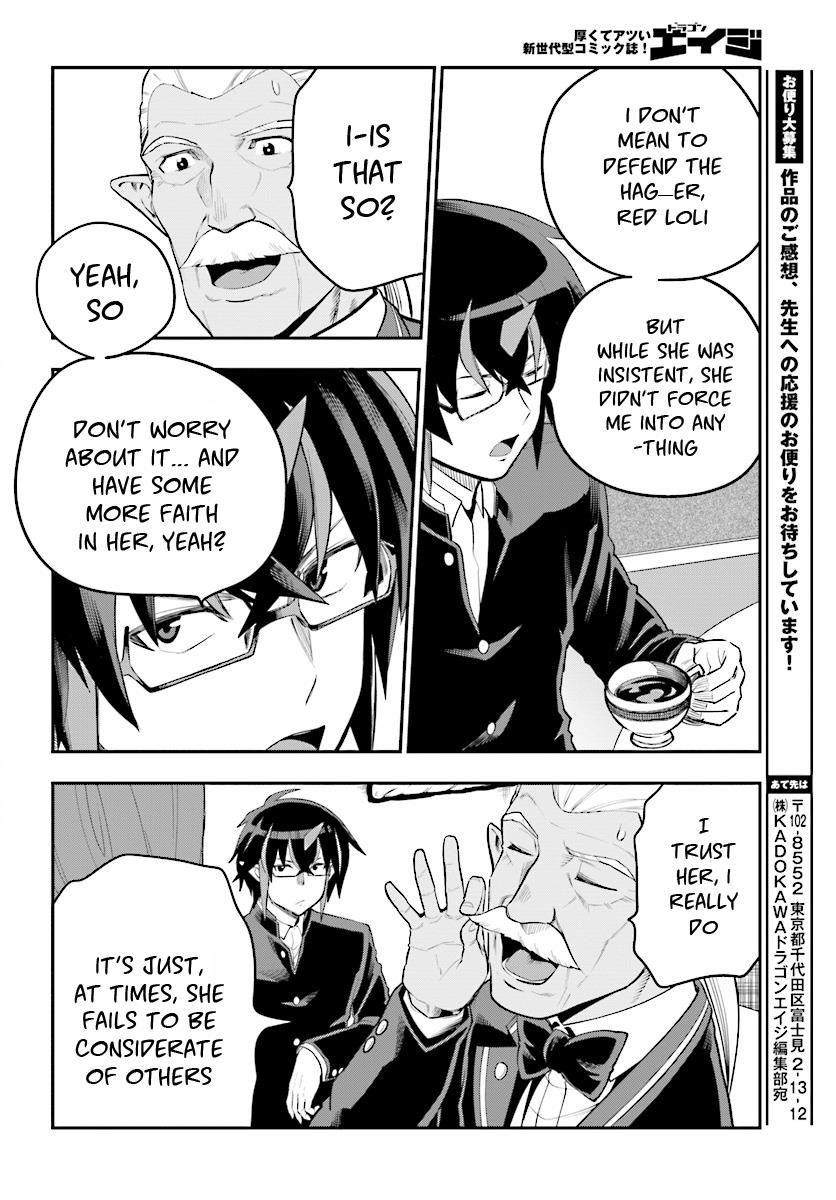 厚くてアツい
新世代型コミック誌!
ドラゴン
エイジ
I DON'T
MEAN TO
DEFEND THE
HAG—ER,
RED LOLI
BUT
WHILE SHE WAS
INSISTENT, SHE
DIDN'T FORCE
ME INTO ANY
-THING
I-IS
THAT
SO?
YEAH,
SO
DON'T WORRY
ABOUT IT... AND
HAVE SOME
MORE FAITH
IN HER, YEAH?
I
TRUST
HER, I
REALLY
DO
IT'S JUST,
AT TIMES, SHE
FAILS TO BE
CONSIDERATE
OF OTHERS
お便り大募集
作品のご感想、先生への応援のお便りをお待ちしています!
あて先は
〒102-8552 東京都千代田区富士見2-13-12
㈱KADOKAWAドラゴンエイジ編集部宛